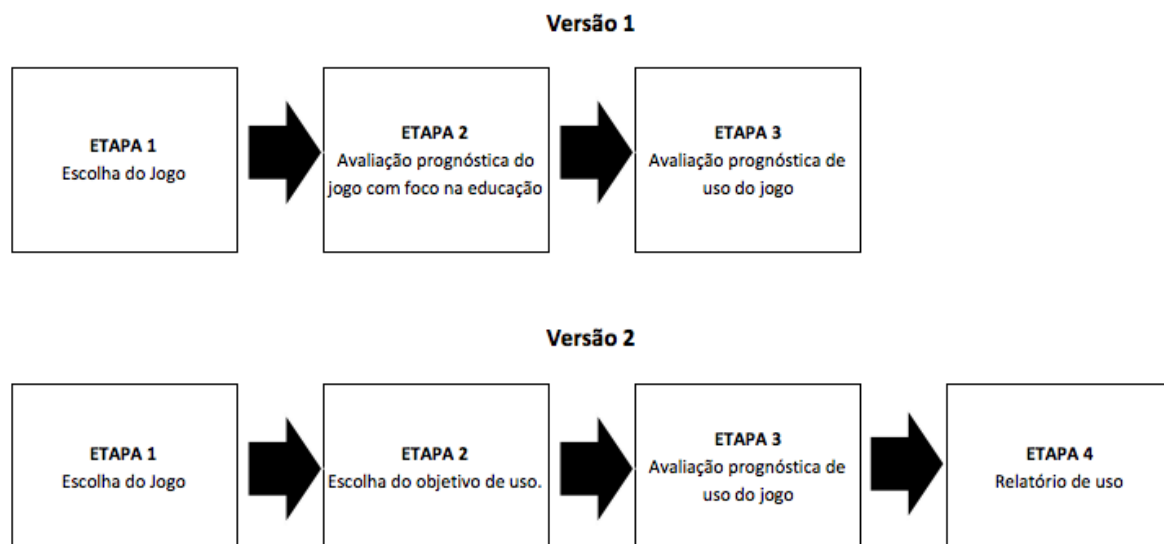 Versão 1
ETAPA 1
Escolha do Jogo
ETAPA 2
Avaliação prognóstica do
jogo com foco na educação
ETAPA 3
Avaliação prognóstica de
uso do jogo
Versão 2
ETAPA 1
Escolha do Jogo
ETAPA 2
Escolha do objetivo de uso.
ETAPA 3
Avaliação prognóstica de
uso do jogo
ETAPA 4
Relatório de uso